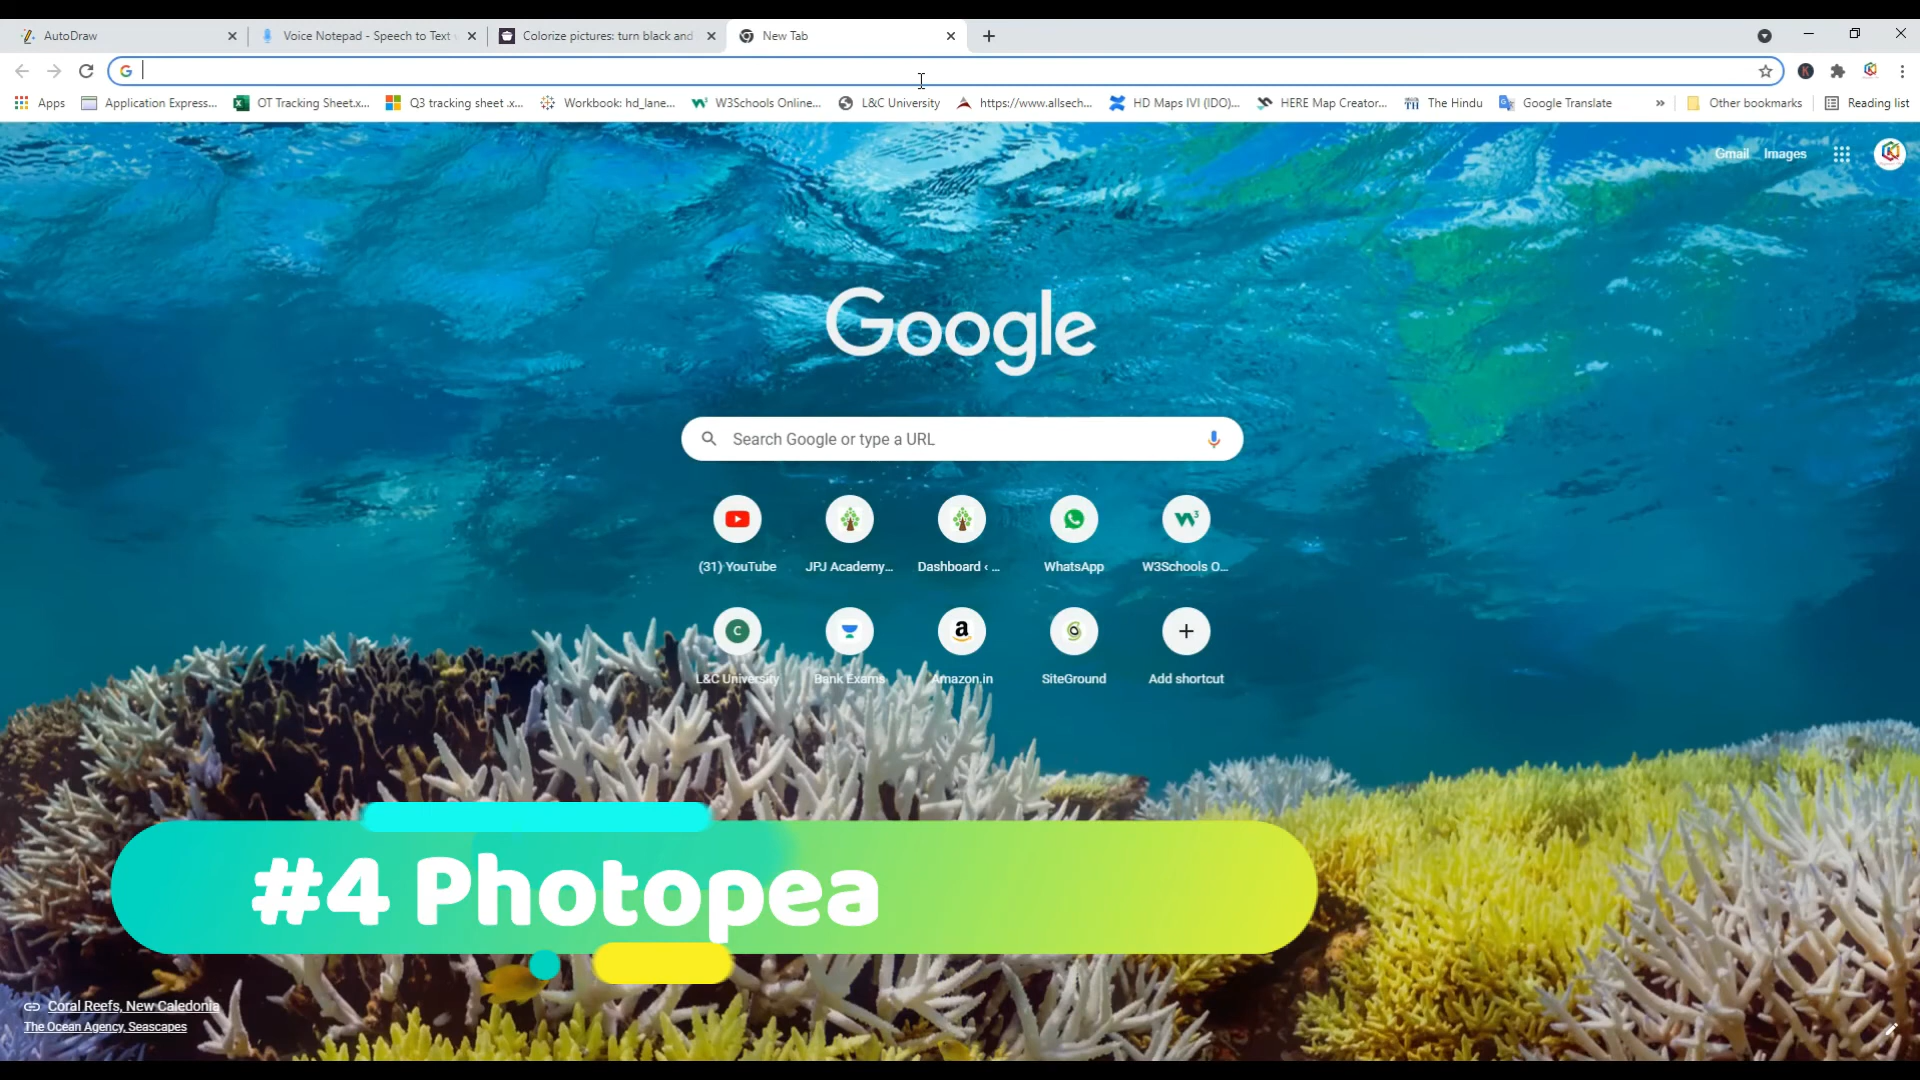 AutoDraw
Voice Notepad - Speech to Text
Colorize pictures: turn black and
New Tab
Apps
Application Express...
OT Tracking Sheet.x...
Q3 tracking sheet .x...
Workbook: hd_lane...
W3Schools Online...
L&C University
https://www.allsech...
HD Maps IVI (IDO)...
HERE Map Creator...
The Hindu
Google Translate
»
Other bookmarks
Reading list
Gmail
Images
Google
Search Google or type a URL
(31) YouTube
JPJ Academy...
Dashboard ‹ ...
WhatsApp
W3Schools O...
L&C University
Bank Exams
Amazon.in
SiteGround
Add shortcut
#4 Photopea
Coral Reefs, New Caledonia
The Ocean Agency, Seascapes